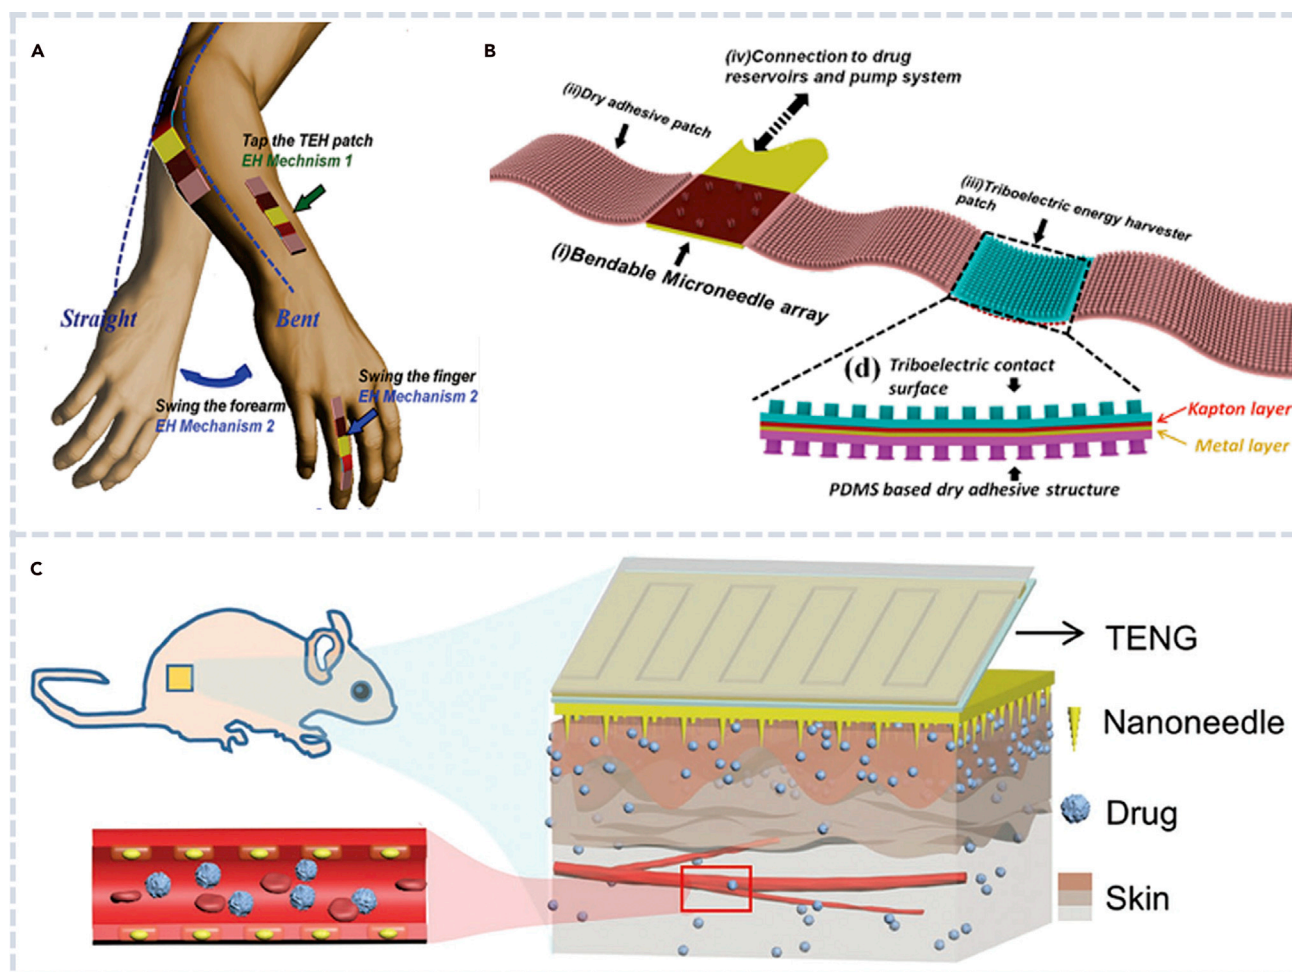 A
Tap the TEH patch
EH Mechnism 1
Straight
Bent
Swing the finger
EH Mechanism 2
Swing the forearm
EH Mechanism 2
B
(iv)Connection to drug
reservoirs and pump system
(ii)Dry adhesive patch
(iii)Triboelectric energy harvester
patch
(i)Bendable Microneedle array
(d) Triboelectric contact
surface
Kapton layer
Metal layer
PDMS based dry adhesive structure
C
TENG
Nanoneedle
Drug
Skin